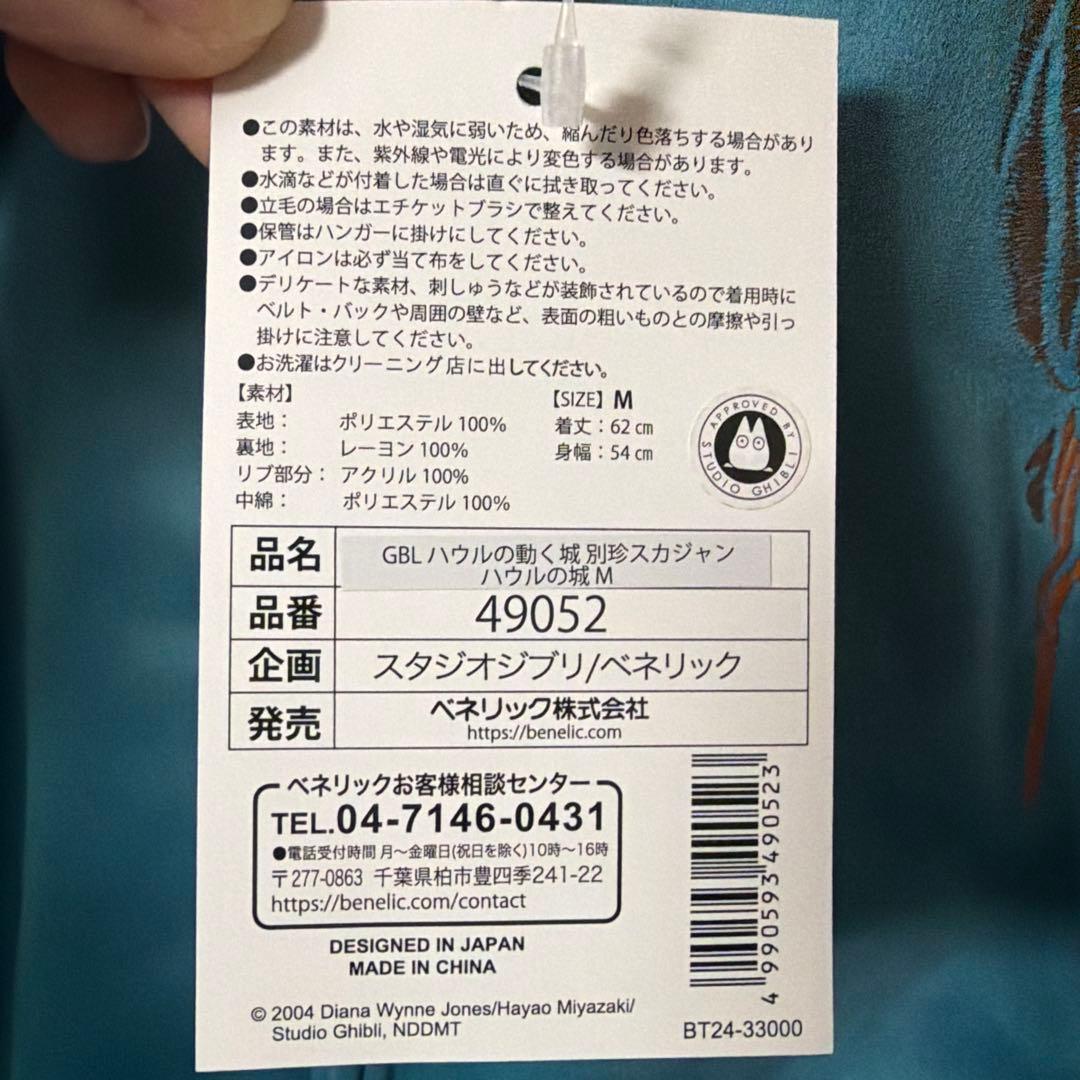 ●この素材は、水や湿気に弱いため、縮んだり色落ちする場合があり
ます。また、紫外線や電光により変色する場合があります。
●水滴などが付着した場合は直ぐに拭き取ってください。
●立毛の場合はエチケットブラシで整えてください。
●保管はハンガーに掛けにしてください。
●アイロンは必ず当て布をしてください。
●デリケートな素材、刺しゅうなどが装飾されているので着用時に
ベルト・バックや周囲の壁など、表面の粗いものとの摩擦や引っ
掛けに注意してください。
●お洗濯はクリーニング店に出してください。
【素材】
表地： ポリエステル 100%
裏地： レーヨン 100%
リブ部分： アクリル 100%
中綿： ポリエステル 100%
【SIZE】 M
着丈：62 ㎝
身幅：54 ㎝
APPROVED BY STUDIO GHIBLI
品名 GBL ハウルの動く城 別珍スカジャン
ハウルの城 M
品番 49052
企画 スタジオジブリ/ベネリック
発売 ベネリック株式会社
https://benelic.com
ベネリックお客様相談センター
TEL.04-7146-0431
●電話受付時間 月～金曜日(祝日を除く)10時～16時
〒277-0863 千葉県柏市豊四季241-22
https://benelic.com/contact
DESIGNED IN JAPAN
MADE IN CHINA
4 990593 490523
© 2004 Diana Wynne Jones/Hayao Miyazaki/
Studio Ghibli, NDDMT
BT24-33000